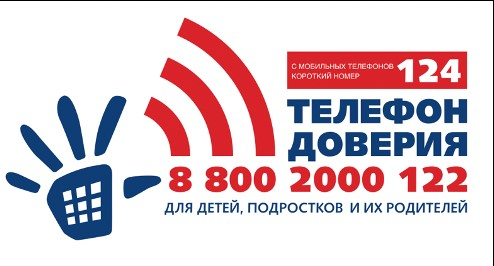 С МОБИЛЬНЫХ ТЕЛЕФОНОВ
КОРОТКИЙ НОМЕР 124
ТЕЛЕФОН
ДОВЕРИЯ
8 800 2000 122
ДЛЯ ДЕТЕЙ, ПОДРОСТКОВ И ИХ РОДИТЕЛЕЙ